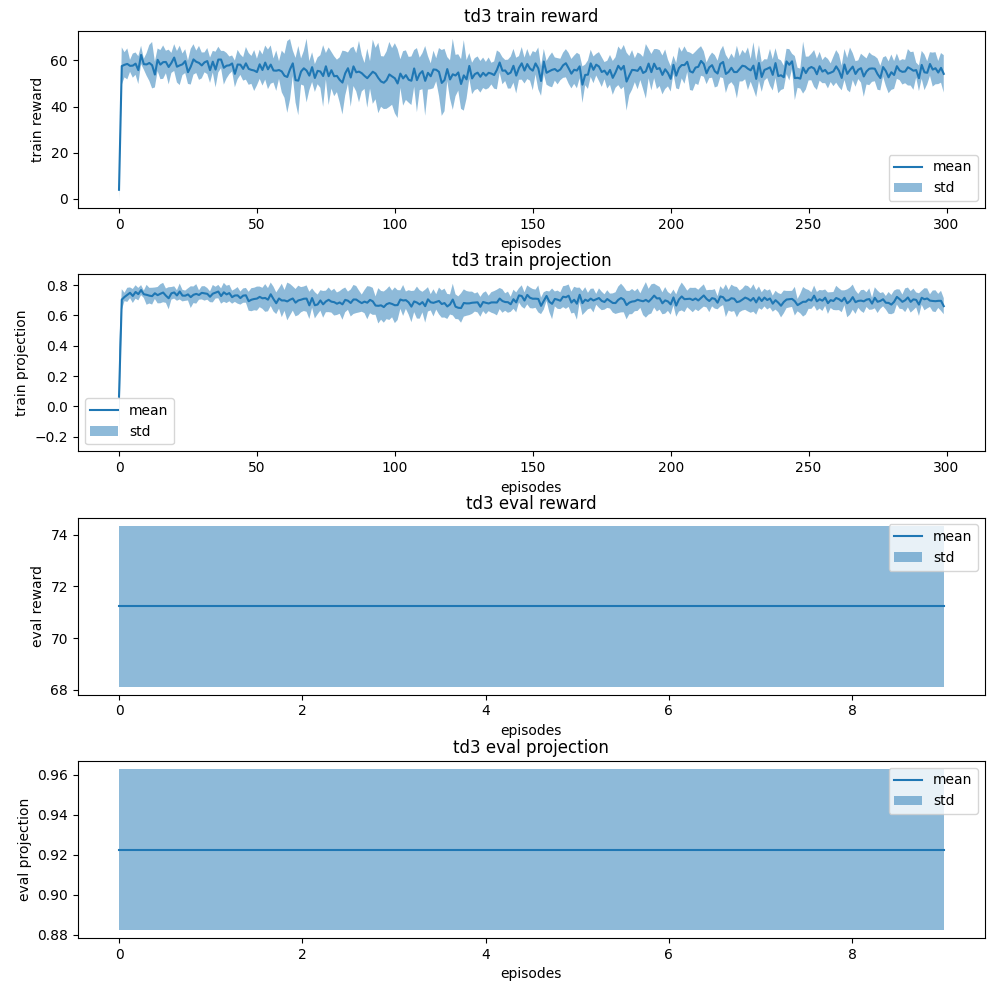 td3 train reward
train reward
60
40
20
0
mean
std
0 50 100 150 200 250 300
episodes
td3 train projection
train projection
0.8
0.6
0.4
0.2
0.0
−0.2
mean
std
0 50 100 150 200 250 300
episodes
td3 eval reward
eval reward
74
72
70
68
mean
std
0 2 4 6 8
episodes
td3 eval projection
eval projection
0.96
0.94
0.92
0.90
0.88
mean
std
0 2 4 6 8
episodes